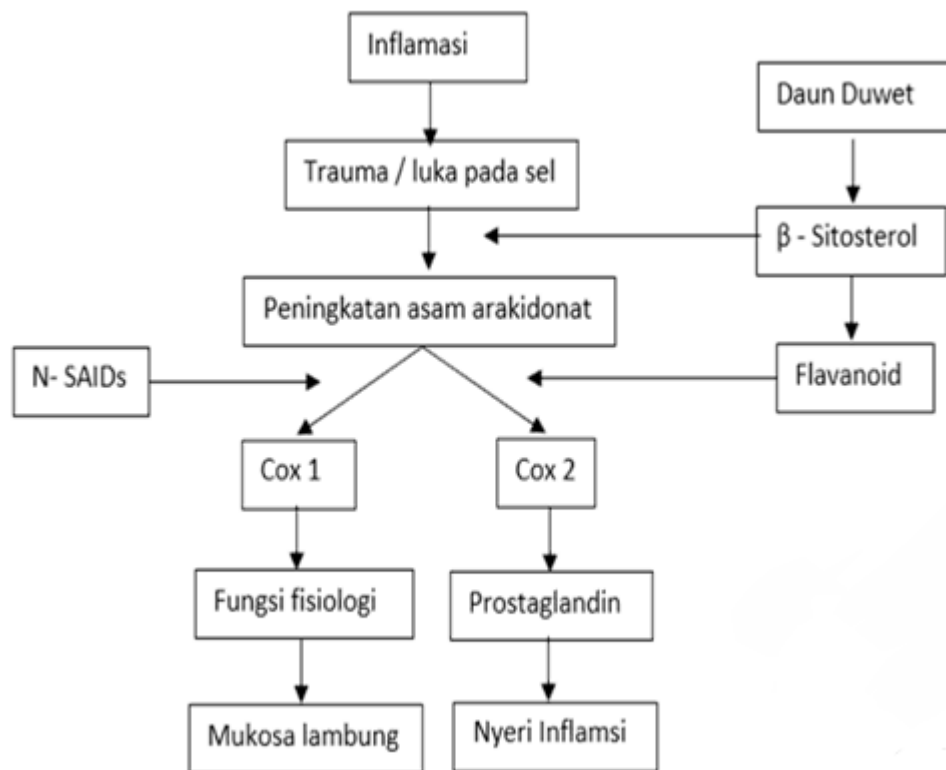 Inflamasi
Daun Duwet
Trauma / luka pada sel
β - Sitosterol
Peningkatan asam arakidonat
N- SAIDs
Flavanoid
Cox 1
Cox 2
Fungsi fisiologi
Prostaglandin
Mukosa lambung
Nyeri Inflamsi